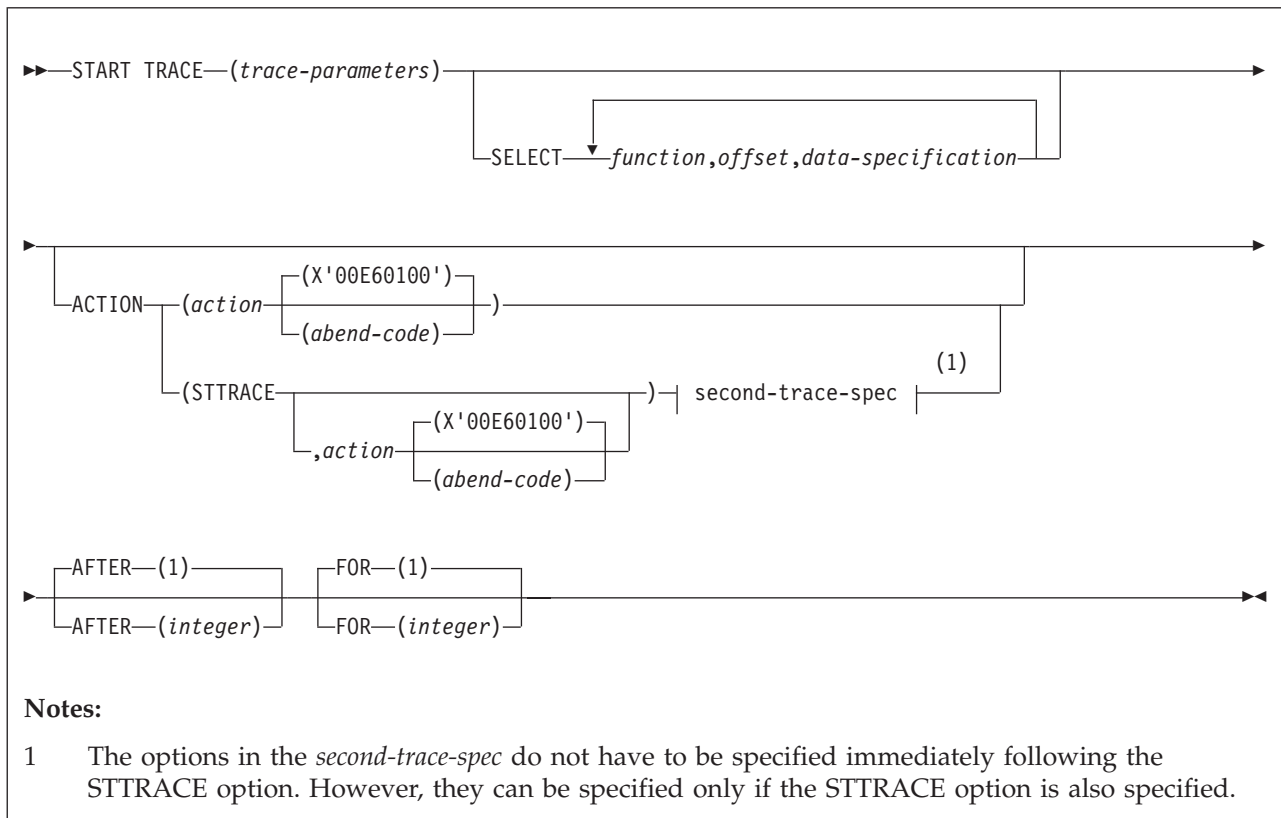 START TRACE (trace-parameters)
SELECT function,offset,data-specification
(X'00E60100')
ACTION (action )
(abend-code)
(1)
(STTRACE ) second-trace-spec
(X'00E60100')
,action
(abend-code)
AFTER (1) FOR (1)
AFTER (integer) FOR (integer)
Notes:
1 The options in the second-trace-spec do not have to be specified immediately following the
STTRACE option. However, they can be specified only if the STTRACE option is also specified.